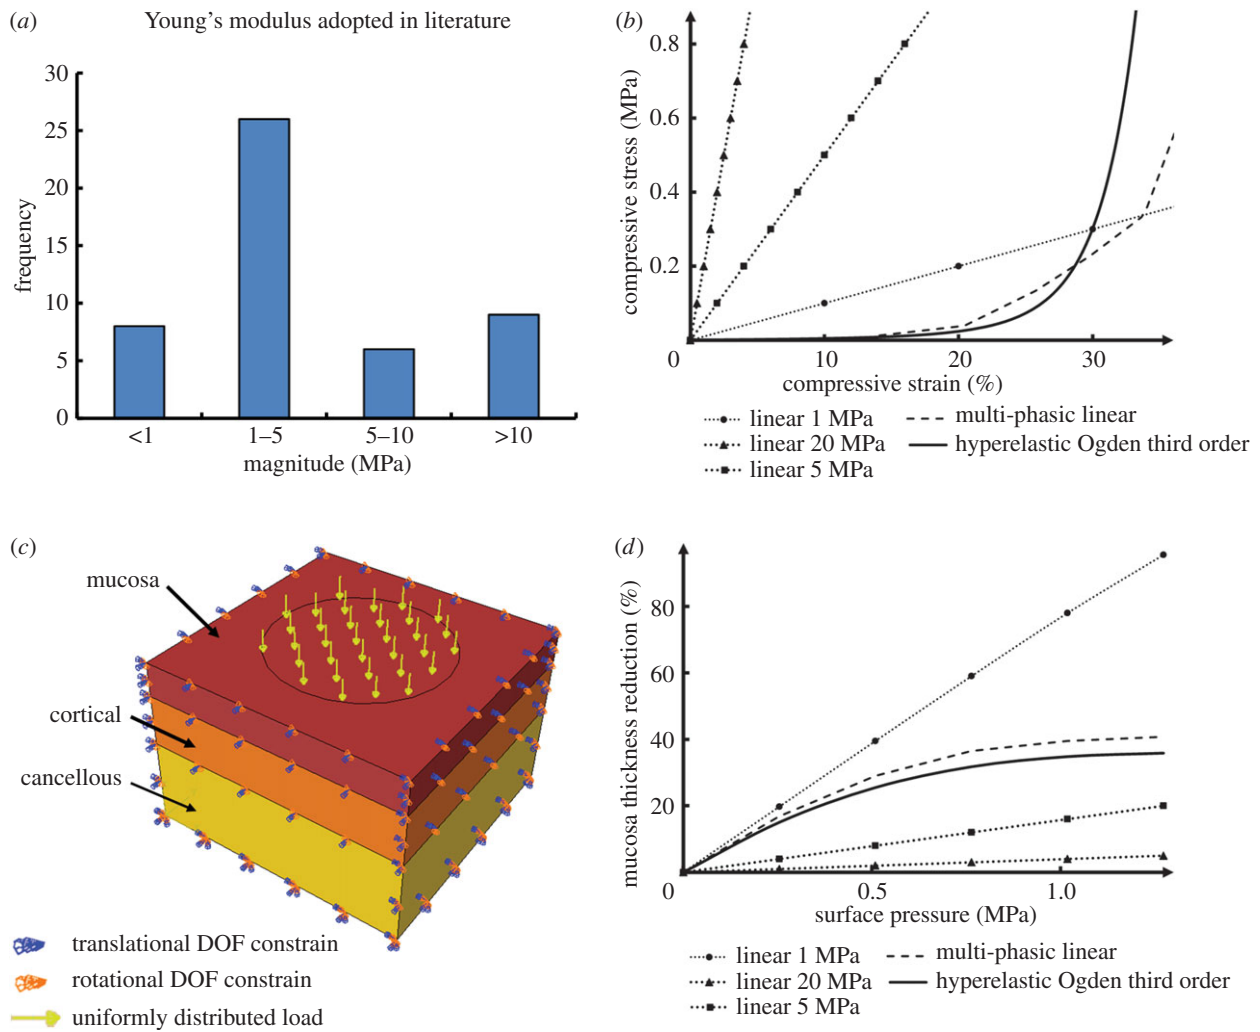 (a) Young's modulus adopted in literature
30
25
20
15
10
5
0
frequency
<1 1–5 5–10 >10
magnitude (MPa)
(b)
0.8
0.6
0.4
0.2
0
compressive stress (MPa)
10 20 30
compressive strain (%)
linear 1 MPa
linear 20 MPa
linear 5 MPa
multi-phasic linear
hyperelastic Ogden third order
(c)
mucosa
cortical
cancellous
translational DOF constrain
rotational DOF constrain
uniformly distributed load
(d)
80
60
40
20
0
mucosa thickness reduction (%)
0.5 1.0
surface pressure (MPa)
linear 1 MPa
linear 20 MPa
linear 5 MPa
multi-phasic linear
hyperelastic Ogden third order